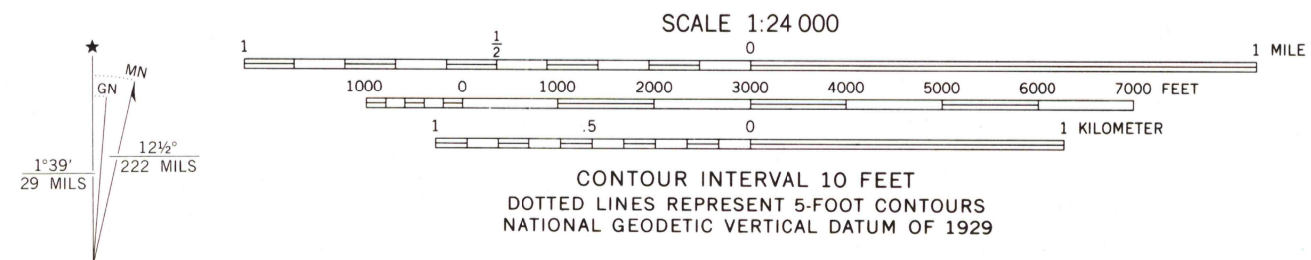 SCALE 1:24 000
1 1/2 0 1 MILE
1000 0 1000 2000 3000 4000 5000 6000 7000 FEET
1 .5 0 1 KILOMETER
CONTOUR INTERVAL 10 FEET
DOTTED LINES REPRESENT 5-FOOT CONTOURS
NATIONAL GEODETIC VERTICAL DATUM OF 1929
★
MN
GN
1°39′
29 MILS
12½°
222 MILS